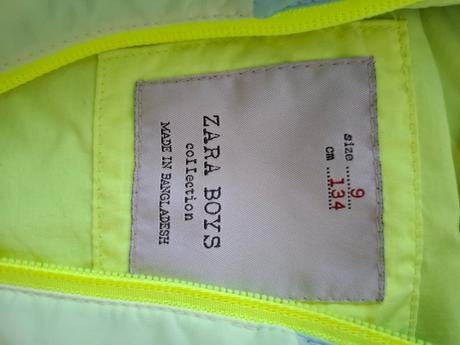 size .....9
cm .....134
ZARA BOYS
collection
MADE IN BANGLADESH